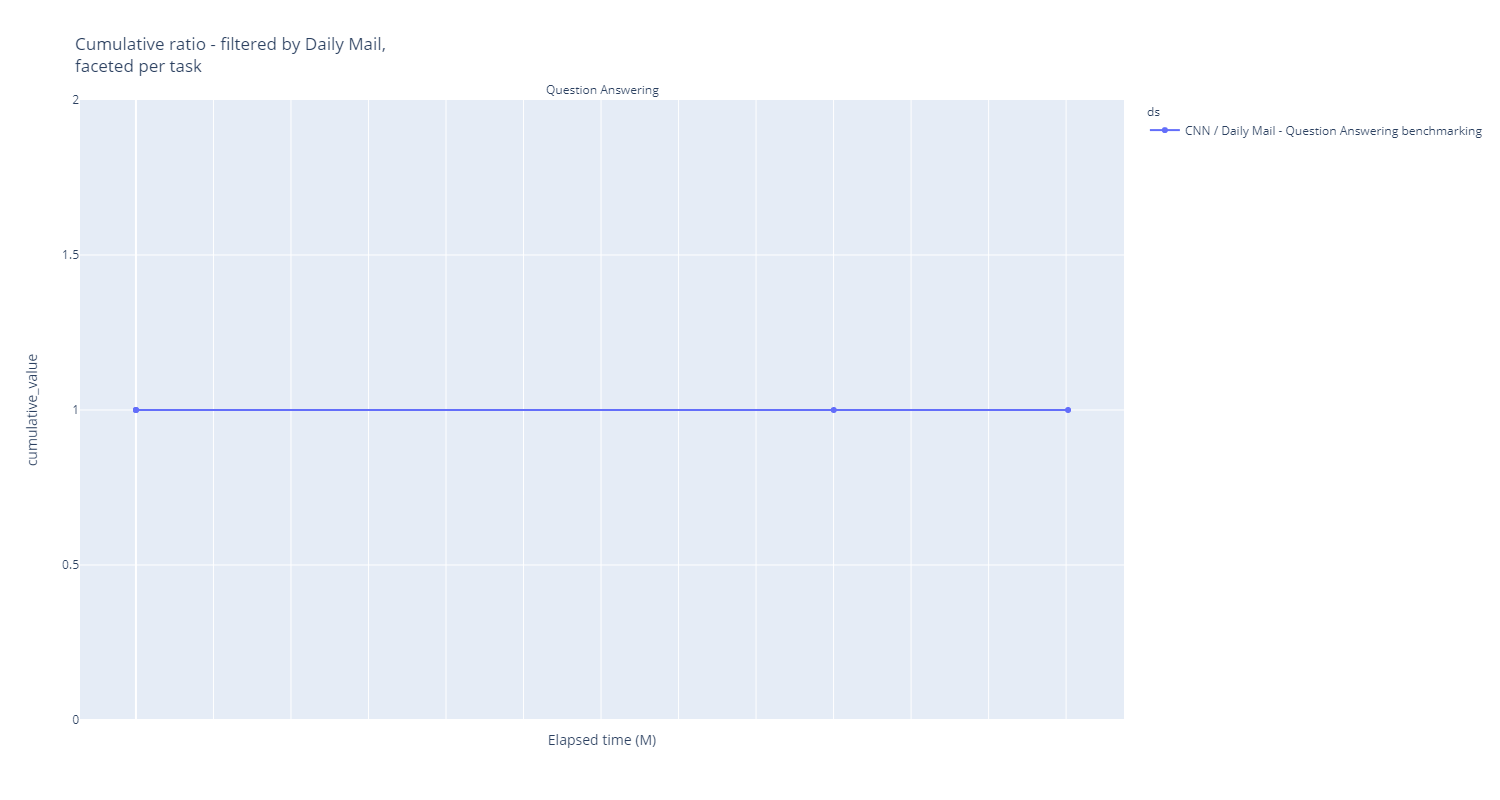 Cumulative ratio - filtered by Daily Mail,
faceted per task
Question Answering
2
1.5
1
0.5
0
cumulative_value
Elapsed time (M)
ds
CNN / Daily Mail - Question Answering benchmarking